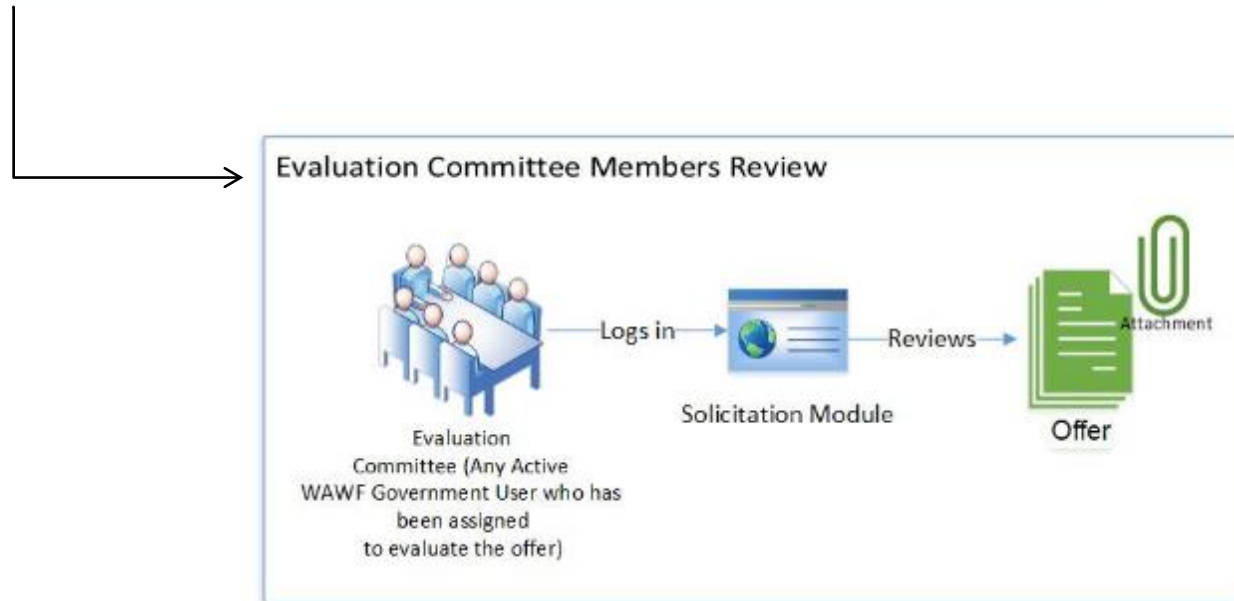 Evaluation Committee Members Review
Logs in
Reviews
Attachment
Solicitation Module
Offer
Evaluation
Committee (Any Active
WAWF Government User who has
been assigned
to evaluate the offer)